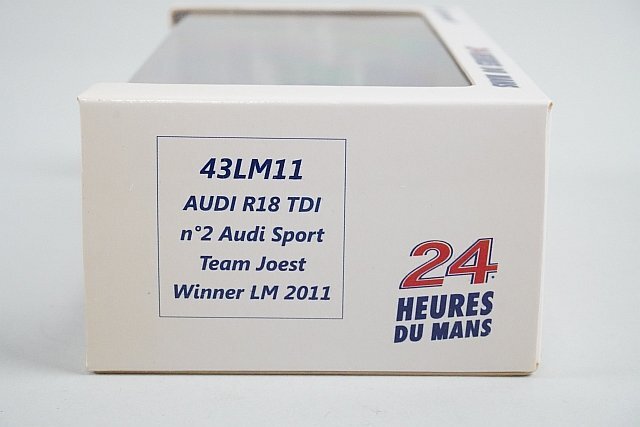 43LM11
AUDI R18 TDI
n°2 Audi Sport
Team Joest
Winner LM 2011
24
HEURES
DU MANS